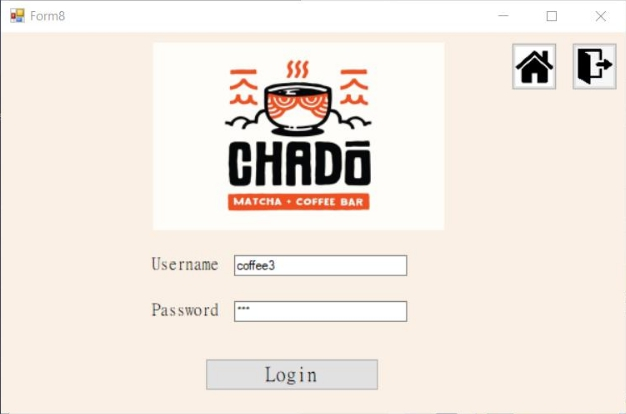 Form8
CHADŌ
MATCHA • COFFEE BAR
Username
coffee3
Password
***
Login